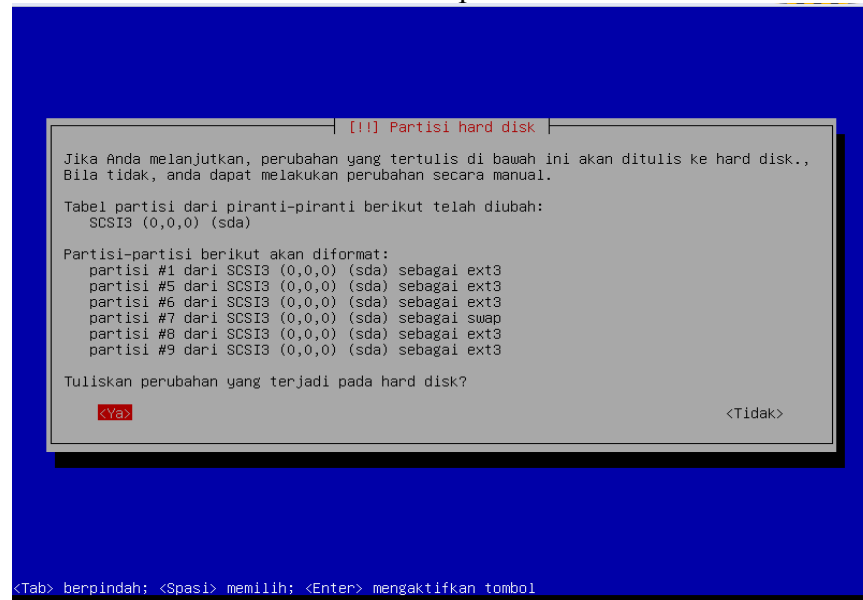 [!!] Partisi hard disk
Jika Anda melanjutkan, perubahan yang tertulis di bawah ini akan ditulis ke hard disk.,
Bila tidak, anda dapat melakukan perubahan secara manual.
Tabel partisi dari piranti-piranti berikut telah diubah:
SCSI3 (0,0,0) (sda)
Partisi-partisi berikut akan diformat:
partisi #1 dari SCSI3 (0,0,0) (sda) sebagai ext3
partisi #5 dari SCSI3 (0,0,0) (sda) sebagai ext3
partisi #6 dari SCSI3 (0,0,0) (sda) sebagai ext3
partisi #7 dari SCSI3 (0,0,0) (sda) sebagai swap
partisi #8 dari SCSI3 (0,0,0) (sda) sebagai ext3
partisi #9 dari SCSI3 (0,0,0) (sda) sebagai ext3
Tuliskan perubahan yang terjadi pada hard disk?
<Ya> <Tidak>
<Tab> berpindah; <Spasi> memilih; <Enter> mengaktifkan tombol